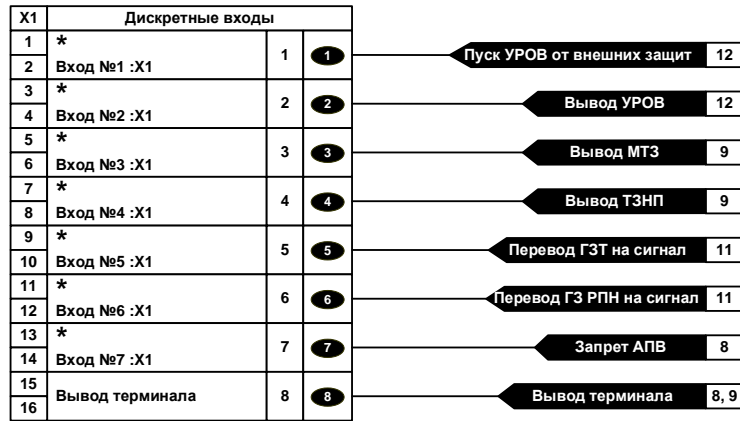 X1 Дискретные входы
1 * 1 1 Пуск УРОВ от внешних защит 12
2 Вход №1 :X1
3 * 2 2 Вывод УРОВ 12
4 Вход №2 :X1
5 * 3 3 Вывод МТЗ 9
6 Вход №3 :X1
7 * 4 4 Вывод ТЗНП 9
8 Вход №4 :X1
9 * 5 5 Перевод ГЗТ на сигнал 11
10 Вход №5 :X1
11 * 6 6 Перевод ГЗ РПН на сигнал 11
12 Вход №6 :X1
13 * 7 7 Запрет АПВ 8
14 Вход №7 :X1
15 Вывод терминала 8 8 Вывод терминала 8, 9
16